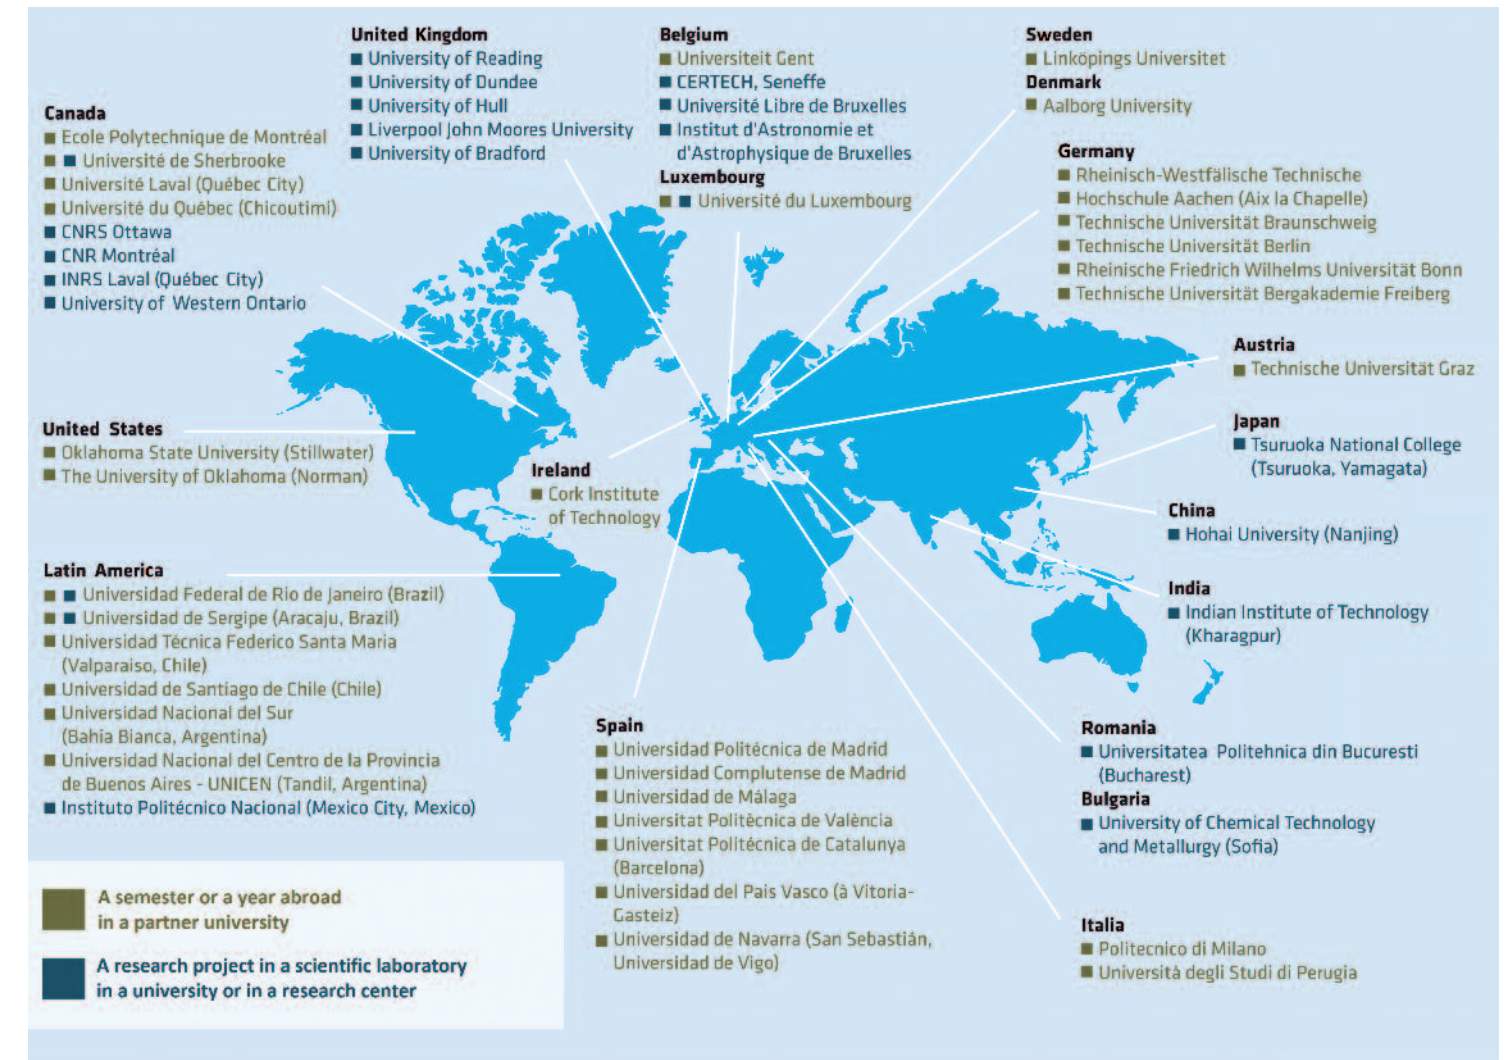 United Kingdom
University of Reading
University of Dundee
University of Hull
Liverpool John Moores University
University of Bradford
Belgium
Universiteit Gent
CERTECH, Seneffe
Université Libre de Bruxelles
Institut d'Astronomie et
d'Astrophysique de Bruxelles
Luxembourg
Université du Luxembourg
Sweden
Linköpings Universitet
Denmark
Aalborg University
Canada
Ecole Polytechnique de Montréal
Université de Sherbrooke
Université Laval (Québec City)
Université du Québec (Chicoutimi)
CNRS Ottawa
CNR Montréal
INRS Laval (Québec City)
University of Western Ontario
Germany
Rheinisch-Westfälische Technische
Hochschule Aachen (Aix la Chapelle)
Technische Universität Braunschweig
Technische Universität Berlin
Rheinische Friedrich Wilhelms Universität Bonn
Technische Universität Bergakademie Freiberg
Austria
Technische Universität Graz
United States
Oklahoma State University (Stillwater)
The University of Oklahoma (Norman)
Ireland
Cork Institute
of Technology
Japan
Tsuruoka National College
(Tsuruoka, Yamagata)
China
Hohai University (Nanjing)
India
Indian Institute of Technology
(Kharagpur)
Latin America
Universidad Federal de Rio de Janeiro (Brazil)
Universidad de Sergipe (Aracaju, Brazil)
Universidad Técnica Federico Santa Maria
(Valparaiso, Chile)
Universidad de Santiago de Chile (Chile)
Universidad Nacional del Sur
(Bahia Bianca, Argentina)
Universidad Nacional del Centro de la Provincia
de Buenos Aires - UNICEN (Tandil, Argentina)
Instituto Politécnico Nacional (Mexico City, Mexico)
Spain
Universidad Politécnica de Madrid
Universidad Complutense de Madrid
Universidad de Málaga
Universitat Politècnica de València
Universitat Politécnica de Catalunya
(Barcelona)
Universidad del Pais Vasco (à Vitoria-
Gasteiz)
Universidad de Navarra (San Sebastián,
Universidad de Vigo)
Romania
Universitatea Politehnica din Bucuresti
(Bucharest)
Bulgaria
University of Chemical Technology
and Metallurgy (Sofia)
Italia
Politecnico di Milano
Università degli Studi di Perugia
A semester or a year abroad
in a partner university
A research project in a scientific laboratory
in a university or in a research center